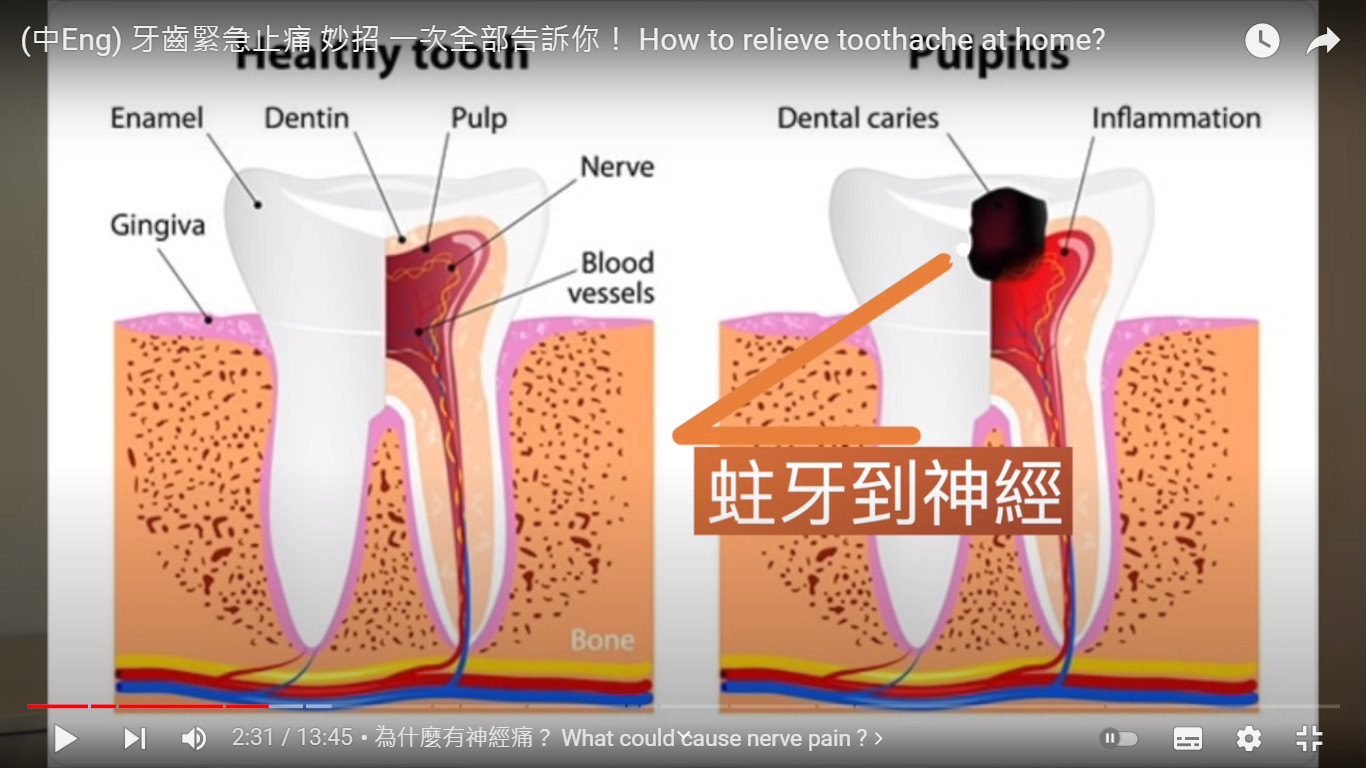 (中Eng) 牙齒緊急止痛 妙招 一次全部告訴你！ How to relieve toothache at home?
Healthy tooth
Pulpitis
Enamel
Dentin
Pulp
Nerve
Gingiva
Blood
vessels
Bone
Dental caries
Inflammation
蛀牙到神經
2:31 / 13:45 • 為什麼有神經痛？ What could cause nerve pain ? >